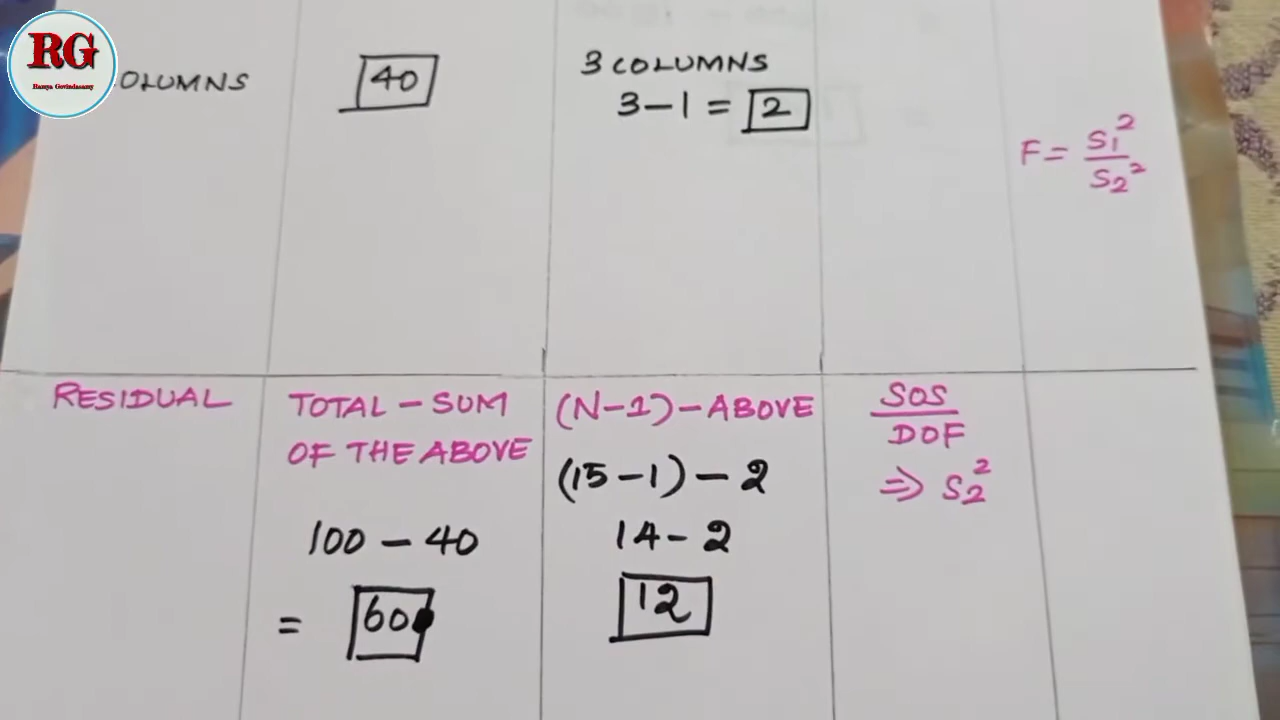 RG
Ramya Govindasamy
OLUMNS
40
3 COLUMNS
3-1 = 2
F = S₁²/S₂²
RESIDUAL
TOTAL - SUM
OF THE ABOVE
100 - 40
= 60
(N-1) - ABOVE
(15-1) - 2
14 - 2
12
SOS
DOF
⇒ S₂²